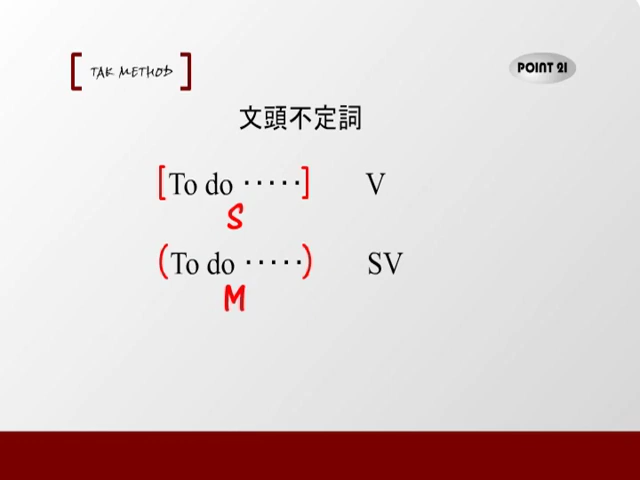 [TAK METHOD]
POINT 21
文頭不定詞
[To do ·····] V
S
(To do ·····) SV
M